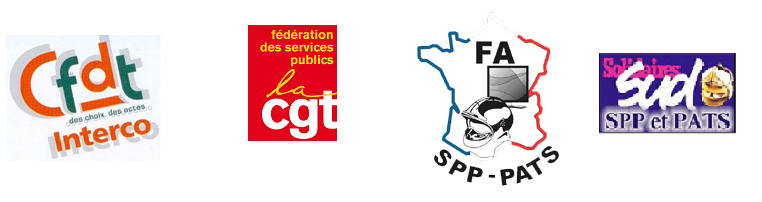 Cfdt
des choix, des actes.
Interco
fédération
des services
publics
la
cgt
FA
SPP - PATS
Solidaires
Sud
SPP et PATS